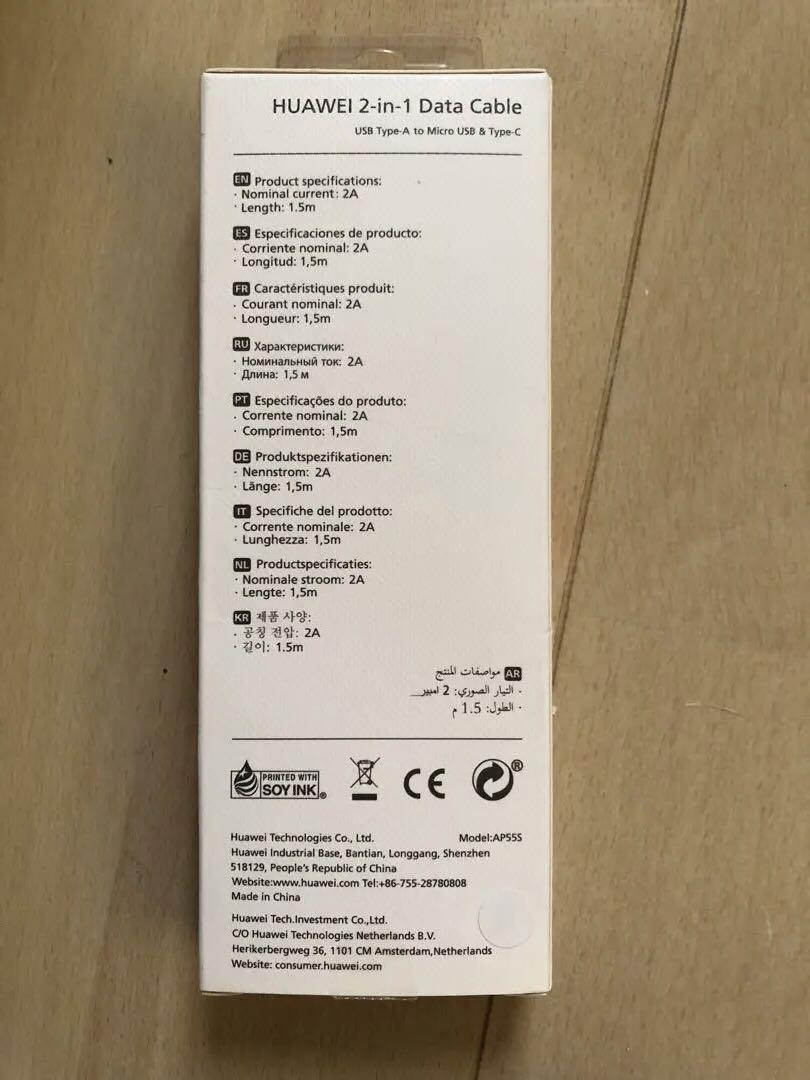 HUAWEI 2-in-1 Data Cable
USB Type-A to Micro USB & Type-C
EN Product specifications:
· Nominal current: 2A
· Length: 1.5m
ES Especificaciones de producto:
· Corriente nominal: 2A
· Longitud: 1,5m
FR Caractéristiques produit:
· Courant nominal: 2A
· Longueur: 1,5m
RU Характеристики:
· Номинальный ток: 2A
· Длина: 1,5 м
PT Especificações do produto:
· Corrente nominal: 2A
· Comprimento: 1,5m
DE Produktspezifikationen:
· Nennstrom: 2A
· Länge: 1,5m
IT Specifiche del prodotto:
· Corrente nominale: 2A
· Lunghezza: 1,5m
NL Productspecificaties:
· Nominale stroom: 2A
· Lengte: 1,5m
KR 제품 사양:
· 공칭 전압: 2A
· 길이: 1.5m
AR مواصفات المنتج
· التيار الصوري: 2 امبير
· الطول: 1.5 م
PRINTED WITH
SOY INK®
CE
®
Huawei Technologies Co., Ltd. Model:AP55S
Huawei Industrial Base, Bantian, Longgang, Shenzhen
518129, People's Republic of China
Website:www.huawei.com Tel:+86-755-28780808
Made in China
Huawei Tech.Investment Co.,Ltd.
C/O Huawei Technologies Netherlands B.V.
Herikerbergweg 36, 1101 CM Amsterdam,Netherlands
Website: consumer.huawei.com